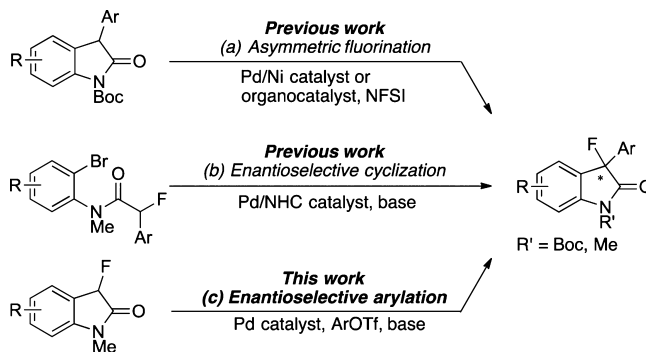 Ar
R
O
N
Boc
Previous work
(a) Asymmetric fluorination
Pd/Ni catalyst or
organocatalyst, NFSI
Br
O
R
F
N
Me
Ar
Previous work
(b) Enantioselective cyclization
Pd/NHC catalyst, base
F
R
O
N
Me
This work
(c) Enantioselective arylation
Pd catalyst, ArOTf, base
F Ar
*
R
O
N
R'
R' = Boc, Me